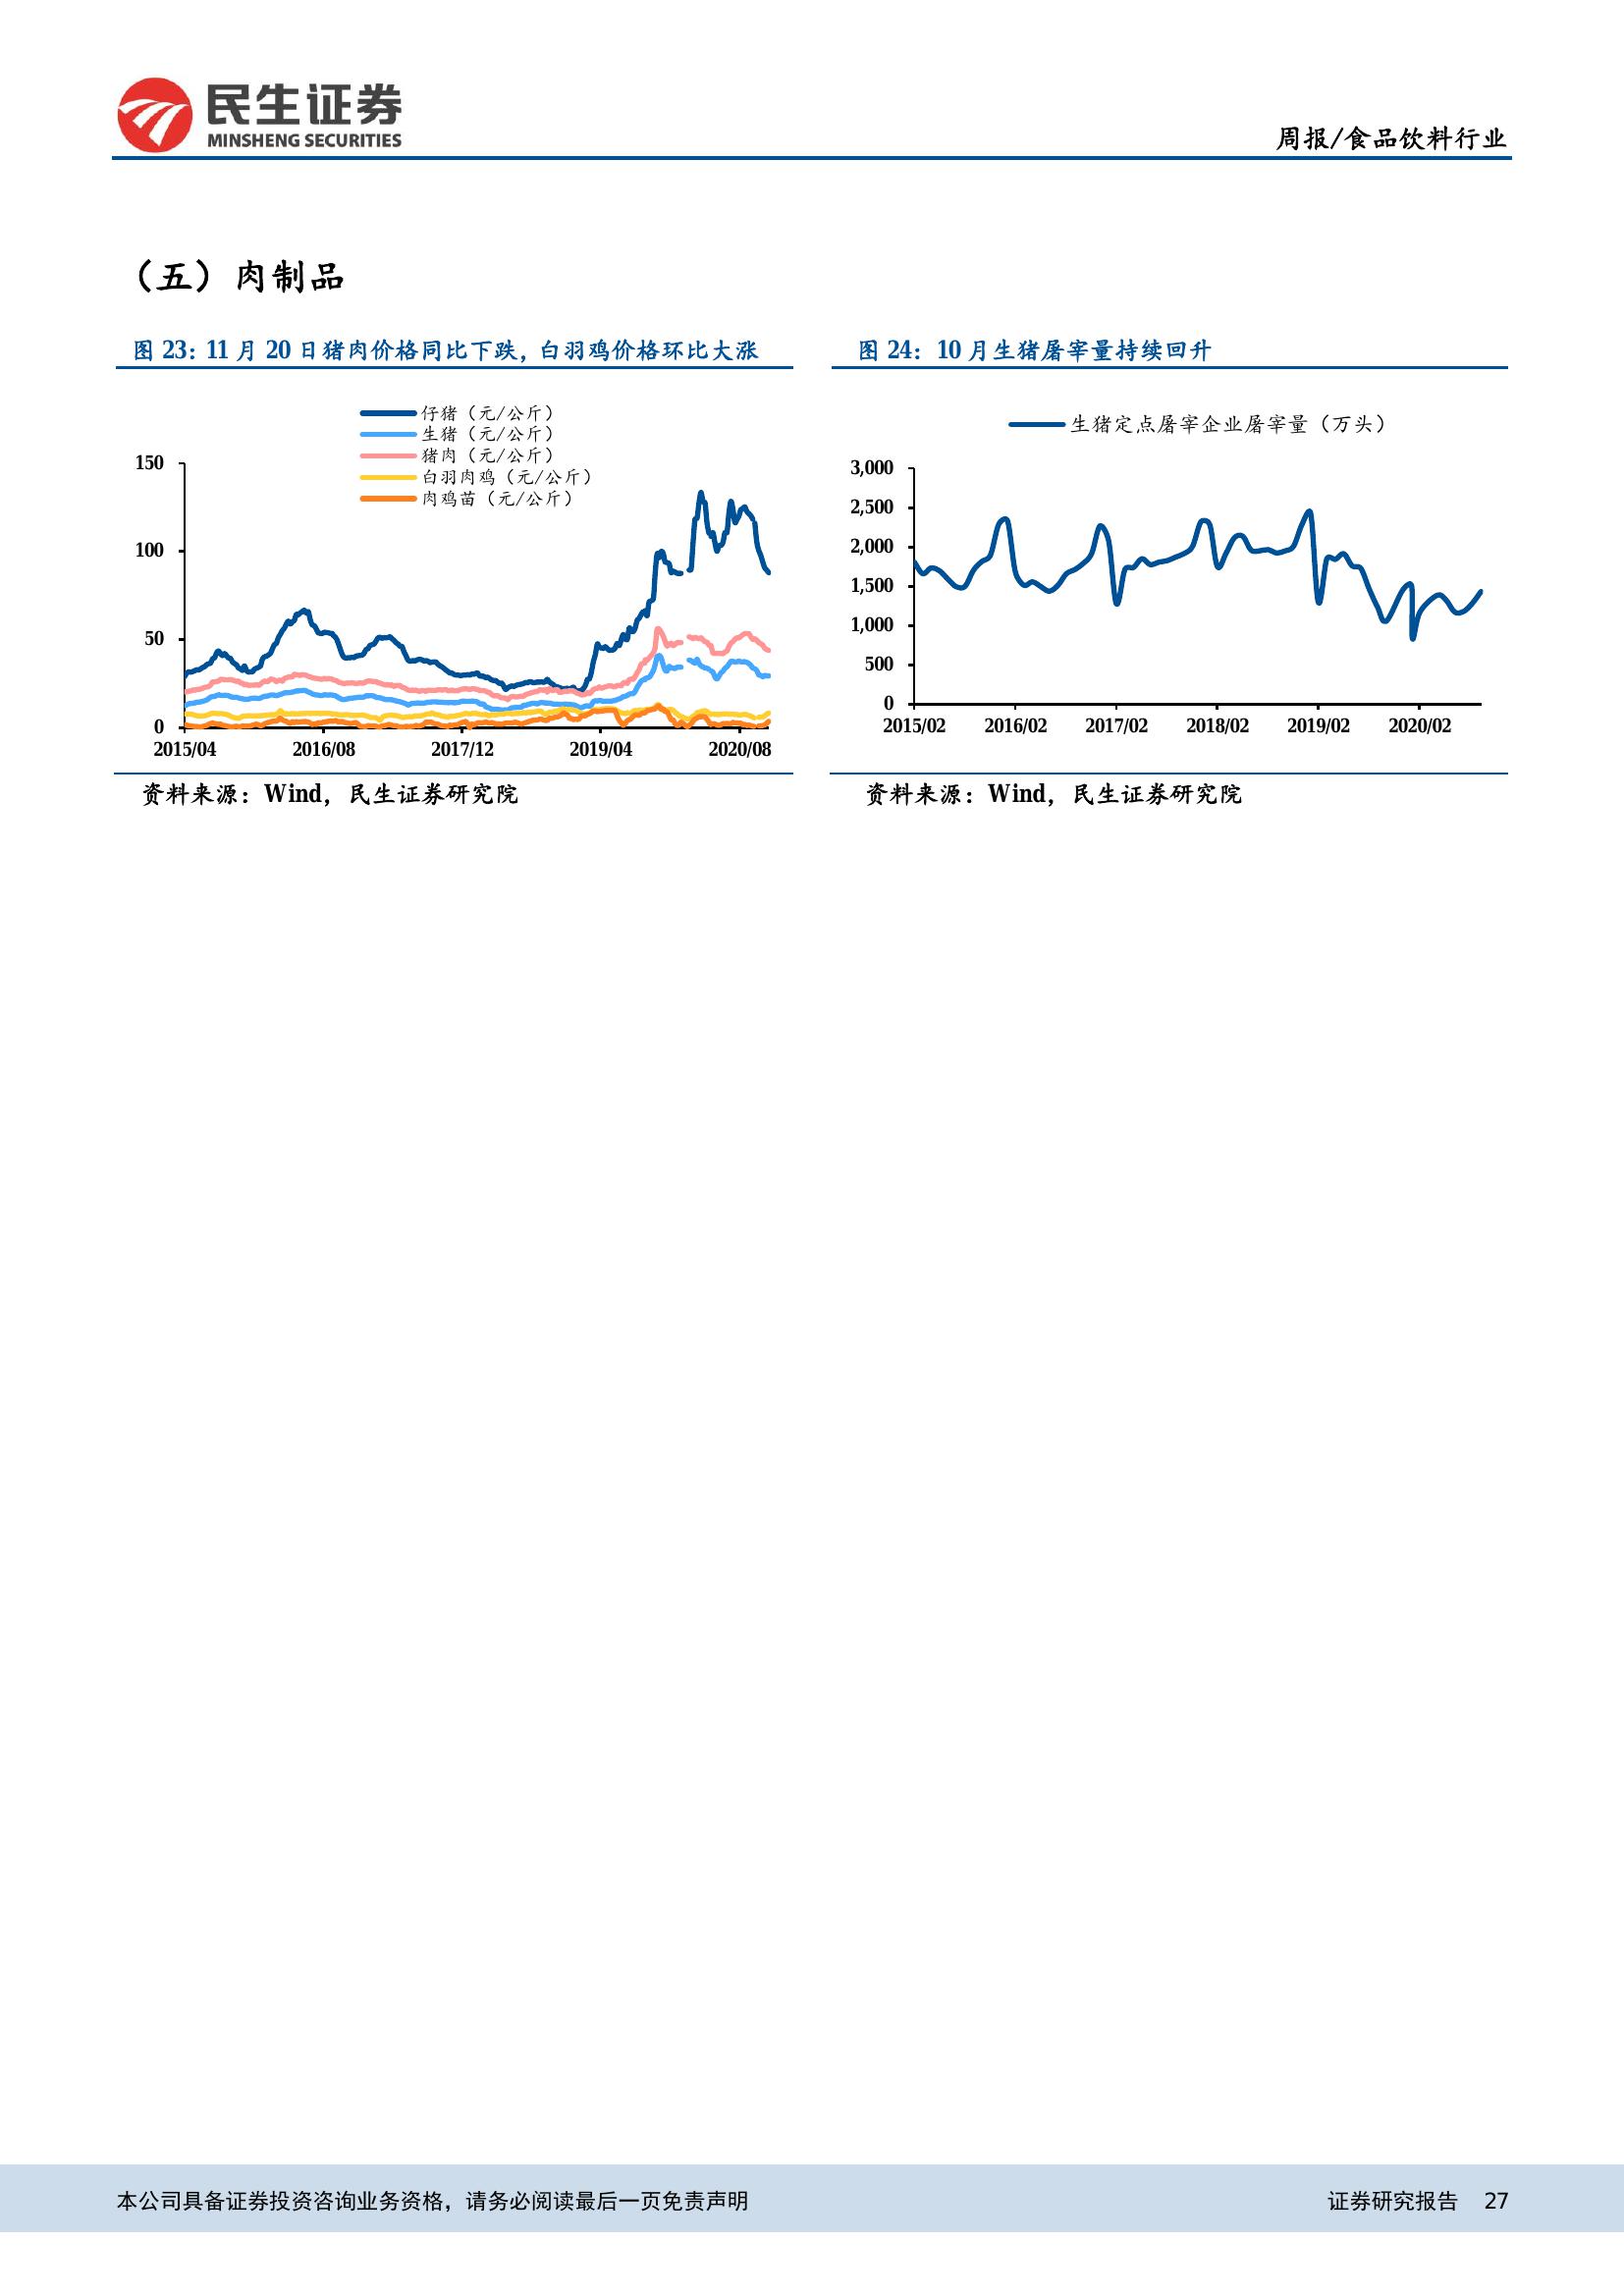 民生证券
MINSHENG SECURITIES
周报/食品饮料行业
（五）肉制品
图 23：11 月 20 日猪肉价格同比下跌，白羽鸡价格环比大涨
仔猪（元/公斤）
生猪（元/公斤）
猪肉（元/公斤）
白羽肉鸡（元/公斤）
肉鸡苗（元/公斤）
150
100
50
0
2015/04 2016/08 2017/12 2019/04 2020/08
资料来源：Wind，民生证券研究院
图 24：10 月生猪屠宰量持续回升
生猪定点屠宰企业屠宰量（万头）
3,000
2,500
2,000
1,500
1,000
500
0
2015/02 2016/02 2017/02 2018/02 2019/02 2020/02
资料来源：Wind，民生证券研究院
本公司具备证券投资咨询业务资格，请务必阅读最后一页免责声明
证券研究报告 27